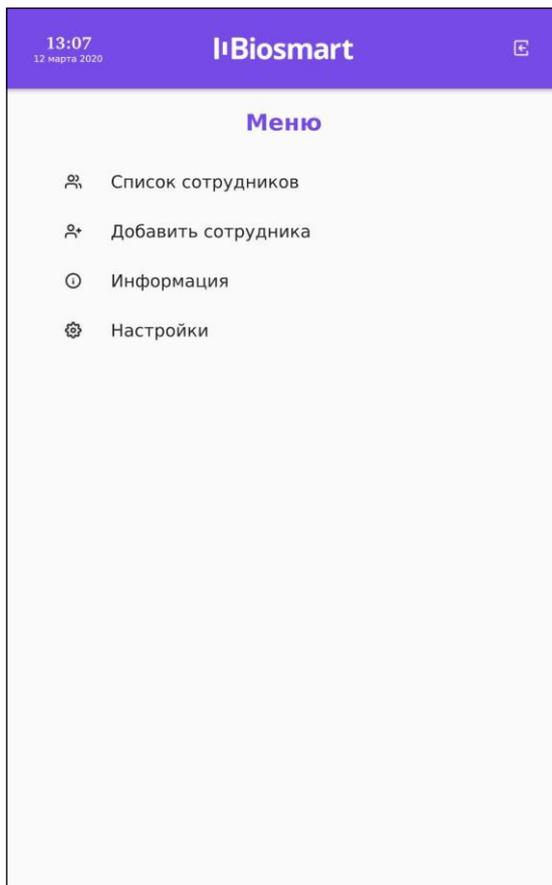 13:07
12 марта 2020
Biosmart
Меню
Список сотрудников
Добавить сотрудника
Информация
Настройки